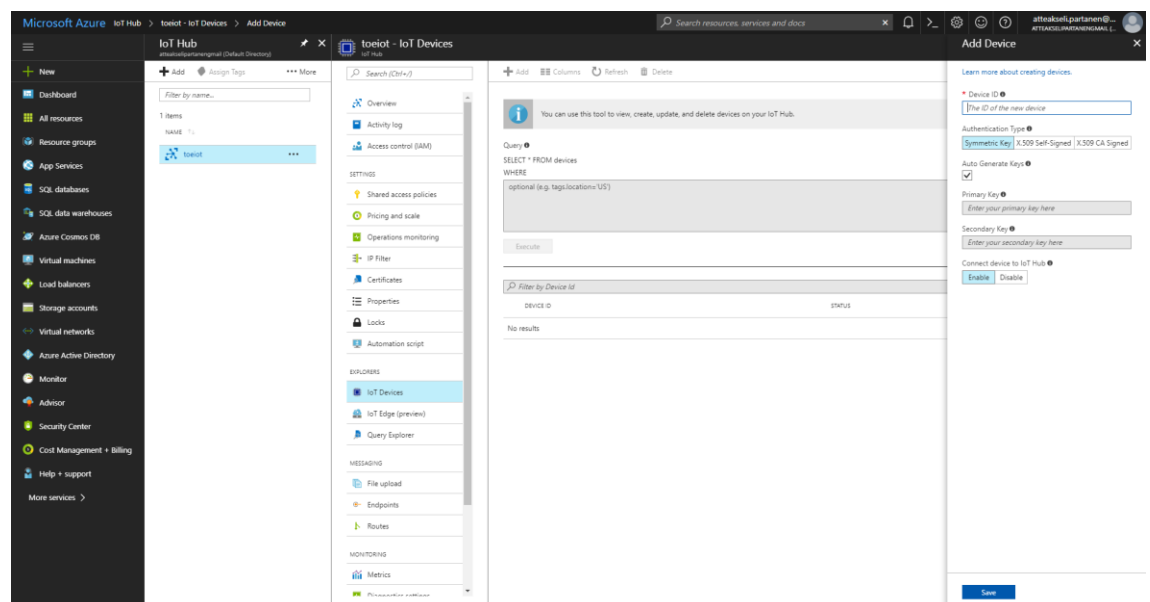 Microsoft Azure IoT Hub > toeiot - IoT Devices > Add Device
Search resources, services and docs
atteakseli.partanen@...
ATTEAKSELIPARTANENGMAIL (...
New
Dashboard
All resources
Resource groups
App Services
SQL databases
SQL data warehouses
Azure Cosmos DB
Virtual machines
Load balancers
Storage accounts
Virtual networks
Azure Active Directory
Monitor
Advisor
Security Center
Cost Management + Billing
Help + support
More services >
IoT Hub
atteakselipartanengmail (Default Directory)
Add Assign Tags ••• More
Filter by name...
1 items
NAME
toeiot •••
toeiot - IoT Devices
IoT Hub
Search (Ctrl+/)
Overview
Activity log
Access control (IAM)
SETTINGS
Shared access policies
Pricing and scale
Operations monitoring
IP Filter
Certificates
Properties
Locks
Automation script
EXPLORERS
IoT Devices
IoT Edge (preview)
Query Explorer
MESSAGING
File upload
Endpoints
Routes
MONITORING
Metrics
Diagnostics settings
Add Columns Refresh Delete
You can use this tool to view, create, update, and delete devices on your IoT Hub.
Query
SELECT * FROM devices
WHERE
optional (e.g. tags.location='US')
Execute
Filter by Device Id
DEVICE ID STATUS
No results
Add Device
Learn more about creating devices.
* Device ID
The ID of the new device
Authentication Type
Symmetric Key X.509 Self-Signed X.509 CA Signed
Auto Generate Keys
Primary Key
Enter your primary key here
Secondary Key
Enter your secondary key here
Connect device to IoT Hub
Enable Disable
Save